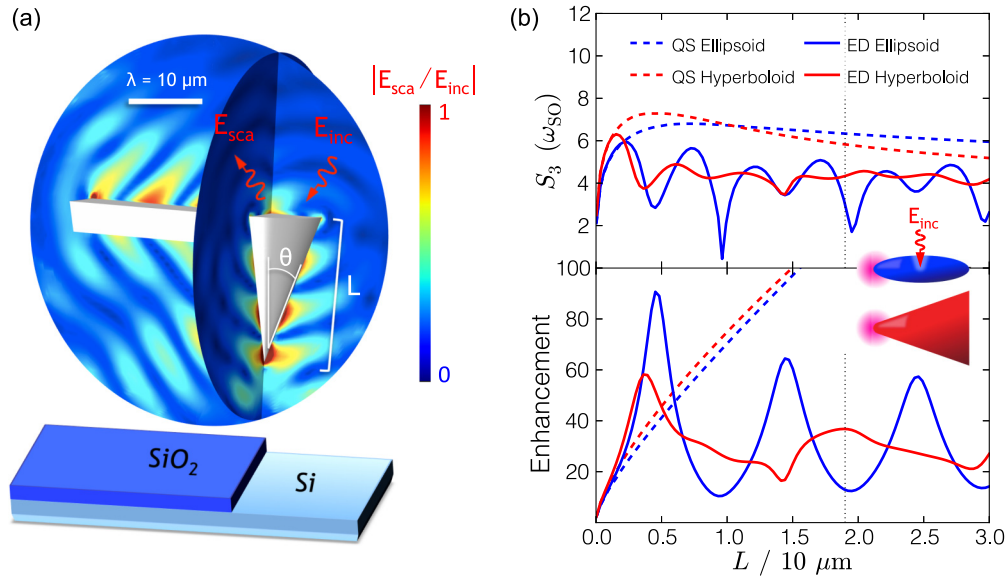 (a)
λ = 10 μm
|E_sca/E_inc|
1
0
E_sca
E_inc
θ
L
SiO₂
Si
(b)
S₃ (ω_SO)
12
10
8
6
4
2
QS Ellipsoid
ED Ellipsoid
QS Hyperboloid
ED Hyperboloid
E_inc
Enhancement
100
80
60
40
20
0.0
0.5
1.0
1.5
2.0
2.5
3.0
L / 10 μm